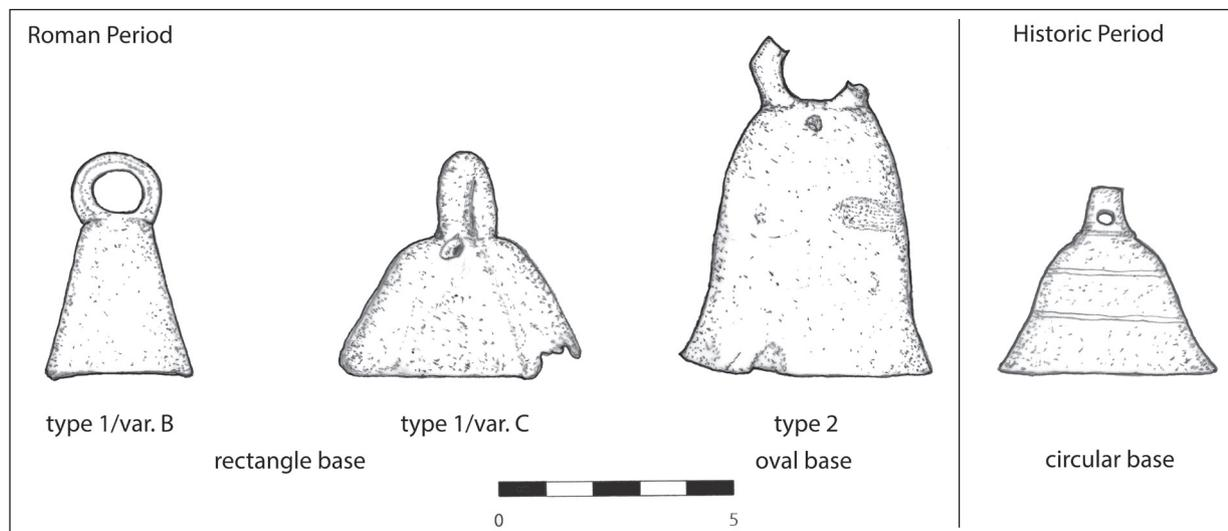 Roman Period
Historic Period
type 1/var. B
type 1/var. C
type 2
rectangle base
oval base
circular base
0
5